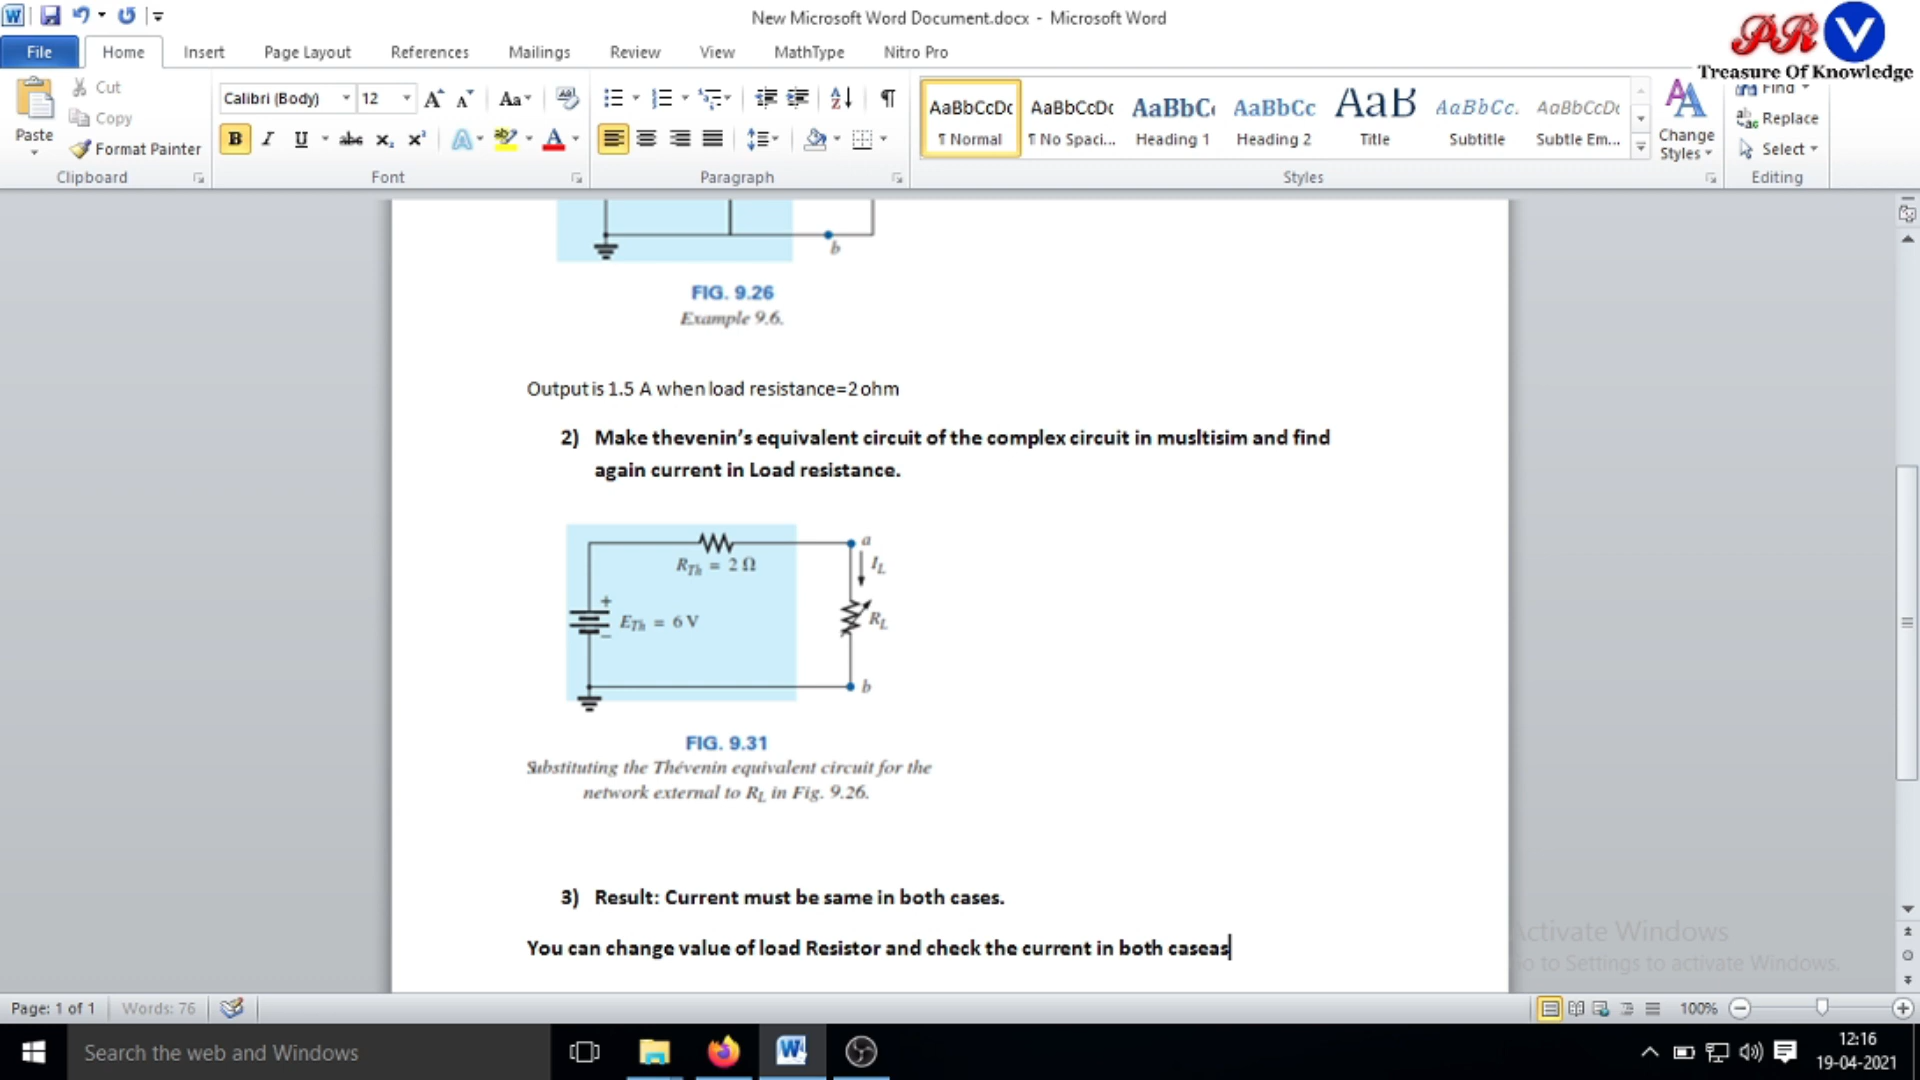 New Microsoft Word Document.docx - Microsoft Word
PR V
Treasure Of Knowledge
File Home Insert Page Layout References Mailings Review View MathType Nitro Pro
Paste
Cut
Copy
Format Painter
Clipboard
Calibri (Body) 12
Font
Paragraph
AaBbCcDc AaBbCcDc AaBbC AaBbCc AaB AaBbCc. AaBbCcDc
¶ Normal ¶ No Spaci... Heading 1 Heading 2 Title Subtitle Subtle Em...
Styles
Change
Styles
Find
Replace
Select
Editing
b
FIG. 9.26
Example 9.6.
Output is 1.5 A when load resistance=2 ohm
2) Make thevenin’s equivalent circuit of the complex circuit in musltisim and find
again current in Load resistance.
a
RTh = 2 Ω
IL
+
ETh = 6 V
RL
–
b
FIG. 9.31
Substituting the Thévenin equivalent circuit for the
network external to RL in Fig. 9.26.
3) Result: Current must be same in both cases.
You can change value of load Resistor and check the current in both caseas
Activate Windows
Go to Settings to activate Windows.
Page: 1 of 1 Words: 76
100%
Search the web and Windows
12:16
19-04-2021